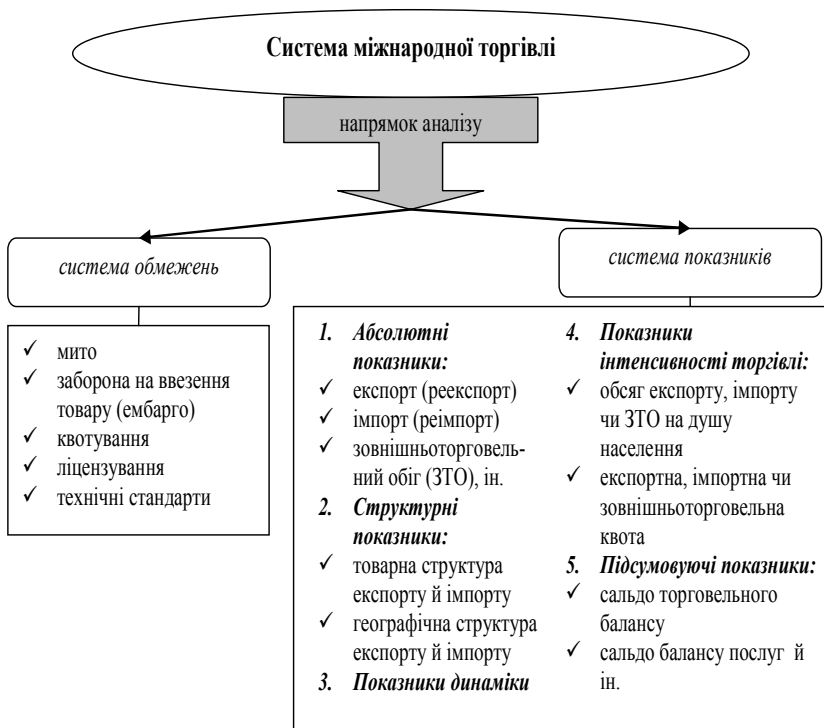 Система міжнародної торгівлі
напрямок аналізу
система обмежень
система показників
✓ мито
✓ заборона на ввезення
товару (ембарго)
✓ квотування
✓ ліцензування
✓ технічні стандарти
1. Абсолютні
показники:
✓ експорт (реекспорт)
✓ імпорт (реімпорт)
✓ зовнішньоторговель-
ний обіг (ЗТО), ін.
2. Структурні
показники:
✓ товарна структура
експорту й імпорту
✓ географічна структура
експорту й імпорту
3. Показники динаміки
4. Показники
інтенсивності торгівлі:
✓ обсяг експорту, імпорту
чи ЗТО на душу
населення
✓ експортна, імпортна чи
зовнішньоторговельна
квота
5. Підсумовуючі показники:
✓ сальдо торговельного
балансу
✓ сальдо балансу послуг й
ін.